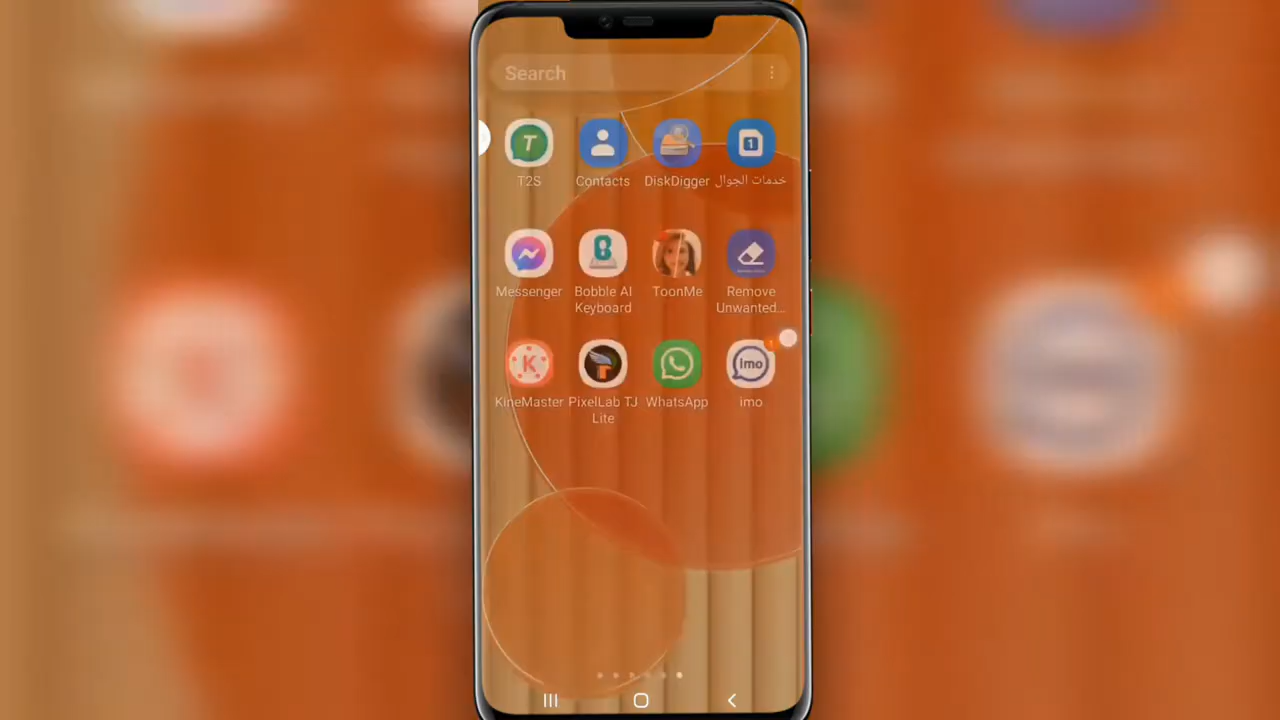 Search
T2S
Contacts
DiskDigger
خدمات الجوال
Messenger
Bobble AI
Keyboard
ToonMe
Remove
Unwanted...
KineMaster
PixelLab TJ
Lite
WhatsApp
imo
imo